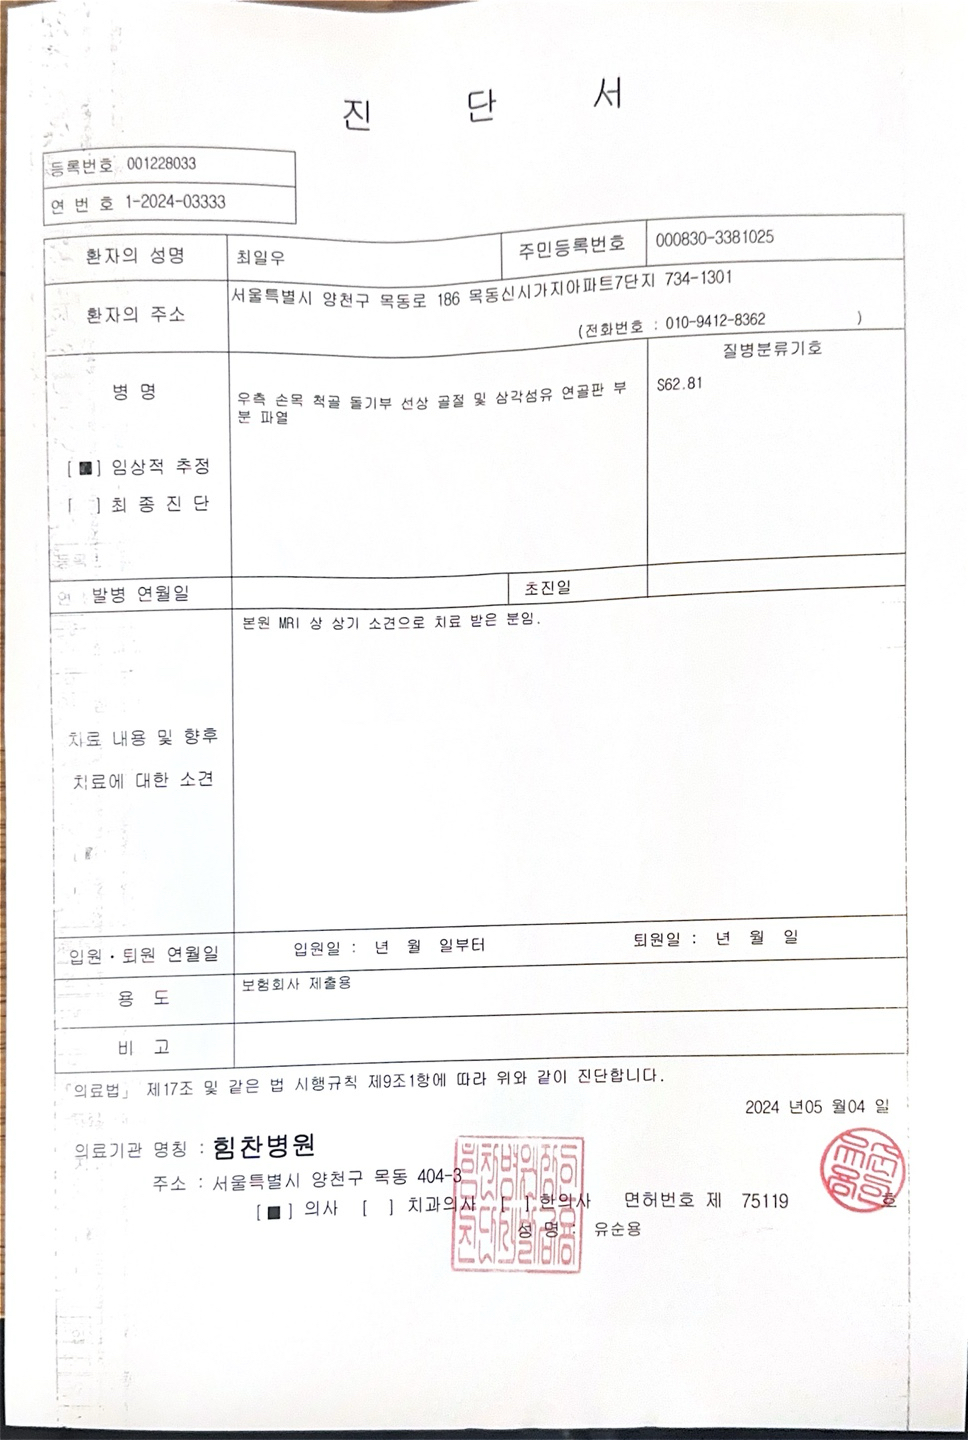 진 단 서
등록번호 001228033
연 번 호 1-2024-03333
환자의 성명 최일우 주민등록번호 000830-3381025
환자의 주소 서울특별시 양천구 목동로 186 목동신시가지아파트7단지 734-1301
(전화번호 : 010-9412-8362 )
병 명 질병분류기호
우측 손목 척골 돌기부 선상 골절 및 삼각섬유 연골판 부
분 파열
S62.81
[■] 임상적 추정
[ ] 최 종 진 단
발병 연월일 초진일
본원 MRI 상 상기 소견으로 치료 받은 분임.
치료 내용 및 향후
치료에 대한 소견
입원·퇴원 연월일 입원일 : 년 월 일부터 퇴원일 : 년 월 일
용 도 보험회사 제출용
비 고
「의료법」 제17조 및 같은 법 시행규칙 제9조1항에 따라 위와 같이 진단합니다.
2024 년05 월04 일
의료기관 명칭 : 힘찬병원
주소 : 서울특별시 양천구 목동 404-3
[■] 의사 [ ] 치과의사 [ ] 한의사 면허번호 제 75119 호
성 명 : 유순용